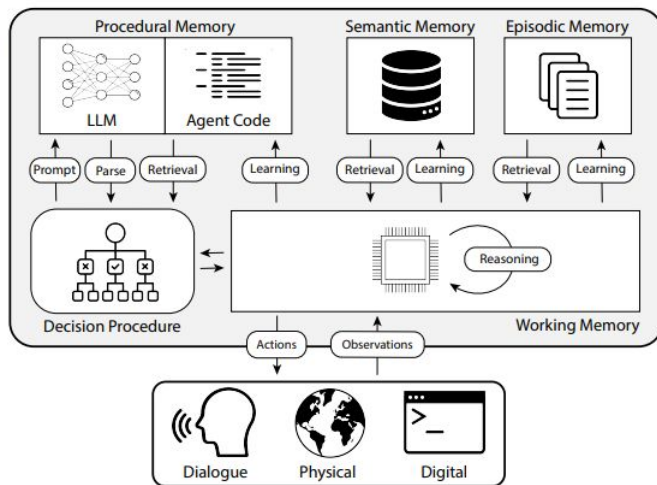 Procedural Memory
Semantic Memory
Episodic Memory
LLM
Agent Code
Prompt
Parse
Retrieval
Learning
Retrieval
Learning
Retrieval
Learning
Reasoning
Decision Procedure
Working Memory
Actions
Observations
>_
Dialogue
Physical
Digital